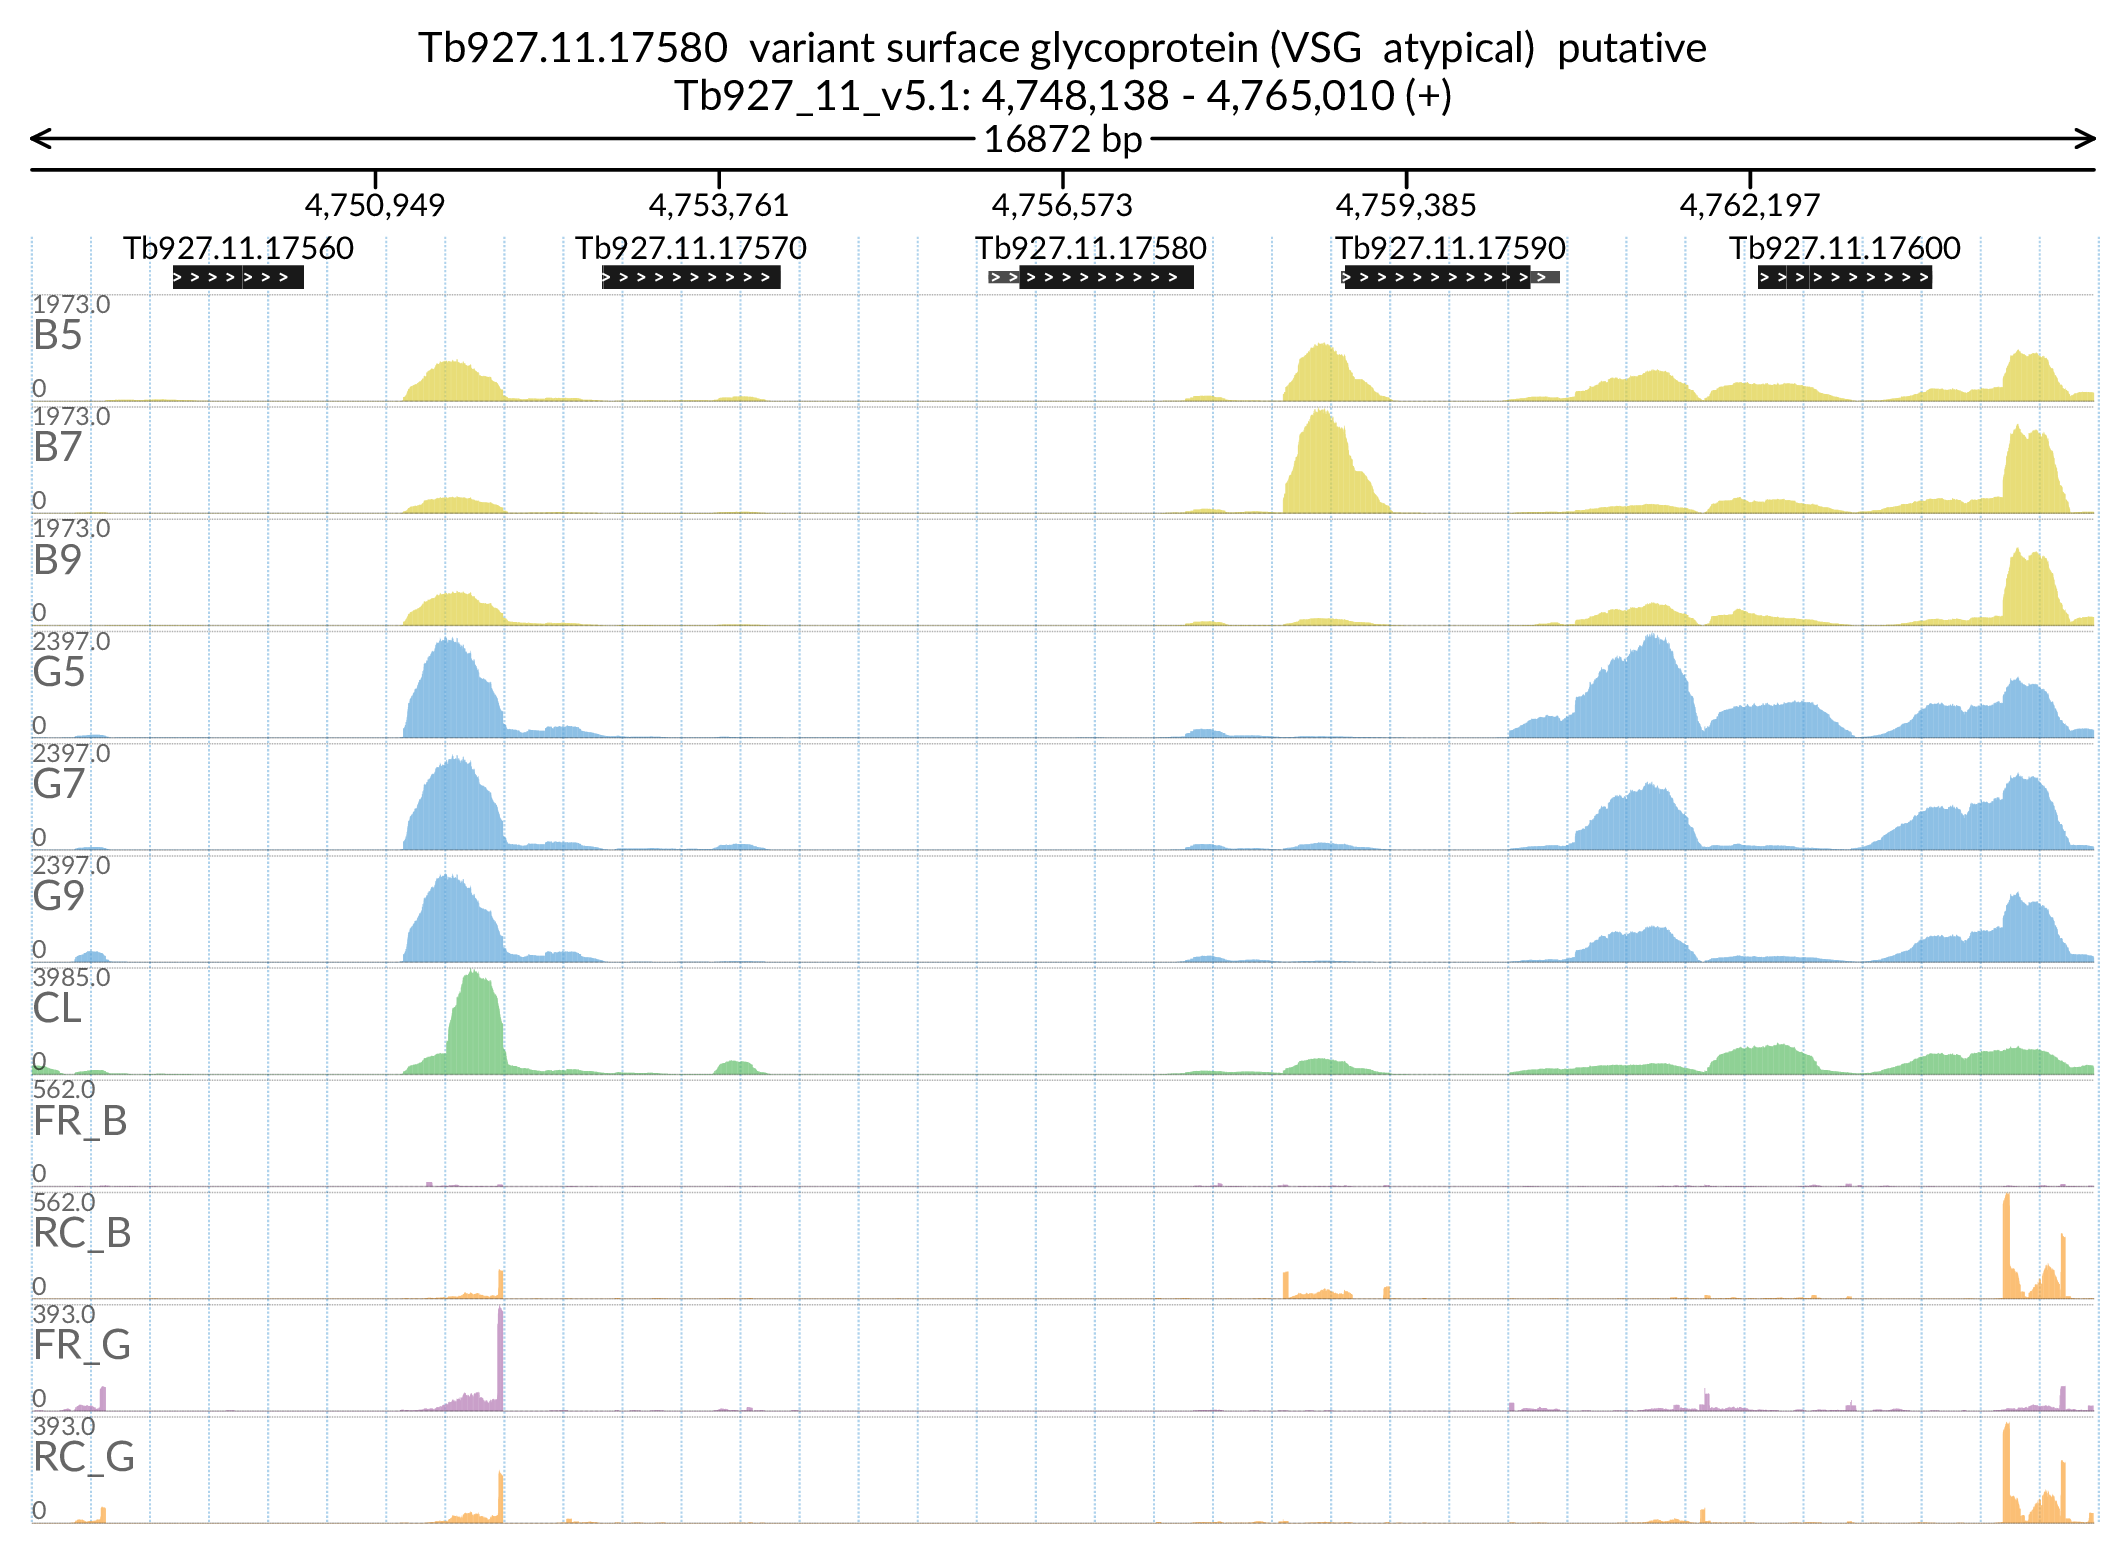 Tb927.11.17580 variant surface glycoprotein (VSG atypical) putative
Tb927_11_v5.1: 4,748,138 - 4,765,010 (+)
16872 bp
4,750,949 4,753,761 4,756,573 4,759,385 4,762,197
Tb927.11.17560 Tb927.11.17570 Tb927.11.17580 Tb927.11.17590 Tb927.11.17600
1973.0
B5
0
1973.0
B7
0
1973.0
B9
0
2397.0
G5
0
2397.0
G7
0
2397.0
G9
0
3985.0
CL
0
562.0
FR_B
0
562.0
RC_B
0
393.0
FR_G
0
393.0
RC_G
0